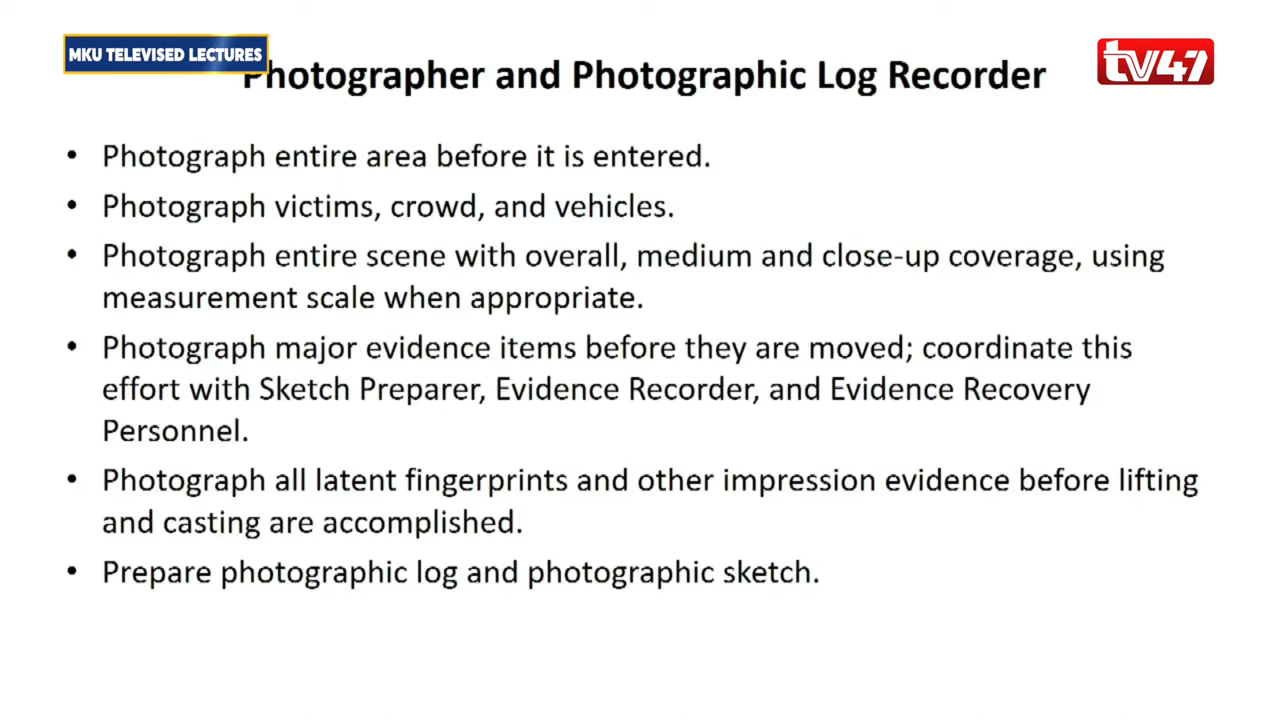 MKU TELEVISED LECTURES
tv47
Photographer and Photographic Log Recorder
• Photograph entire area before it is entered.
• Photograph victims, crowd, and vehicles.
• Photograph entire scene with overall, medium and close-up coverage, using
measurement scale when appropriate.
• Photograph major evidence items before they are moved; coordinate this
effort with Sketch Preparer, Evidence Recorder, and Evidence Recovery
Personnel.
• Photograph all latent fingerprints and other impression evidence before lifting
and casting are accomplished.
• Prepare photographic log and photographic sketch.